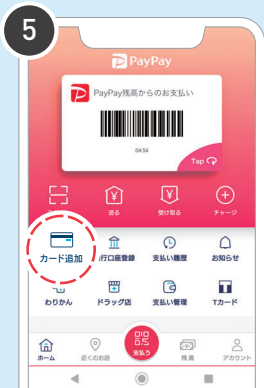 5
PayPay
PayPay残高からのお支払い
0454
Tap
送る 受け取る チャージ
カード追加 行口座登録 支払い履歴 お知らせ
わりかん ドラッグ店 支払い管理 Tカード
ホーム 近くのお店 支払う 残高 アカウント